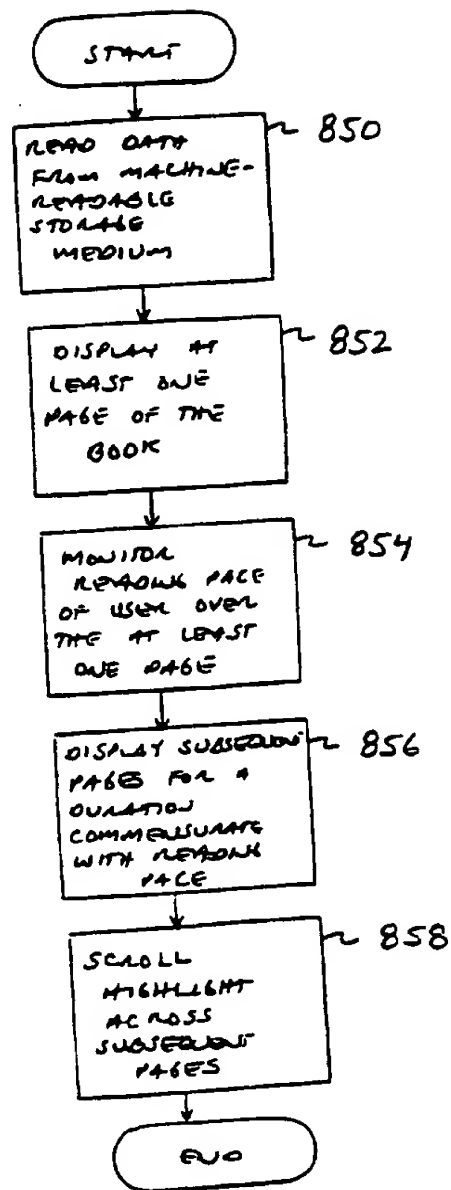 START
850
READ DATA
FROM MACHINE-
READABLE
STORAGE
MEDIUM
852
DISPLAY AT
LEAST ONE
PAGE OF THE
BOOK
854
MONITOR
READING PACE
OF USER OVER
THE AT LEAST
ONE PAGE
856
DISPLAY SUBSEQUENT
PAGES FOR A
DURATION
COMMENSURATE
WITH READING
PACE
858
SCROLL
HIGHLIGHT
ACROSS
SUBSEQUENT
PAGES
END